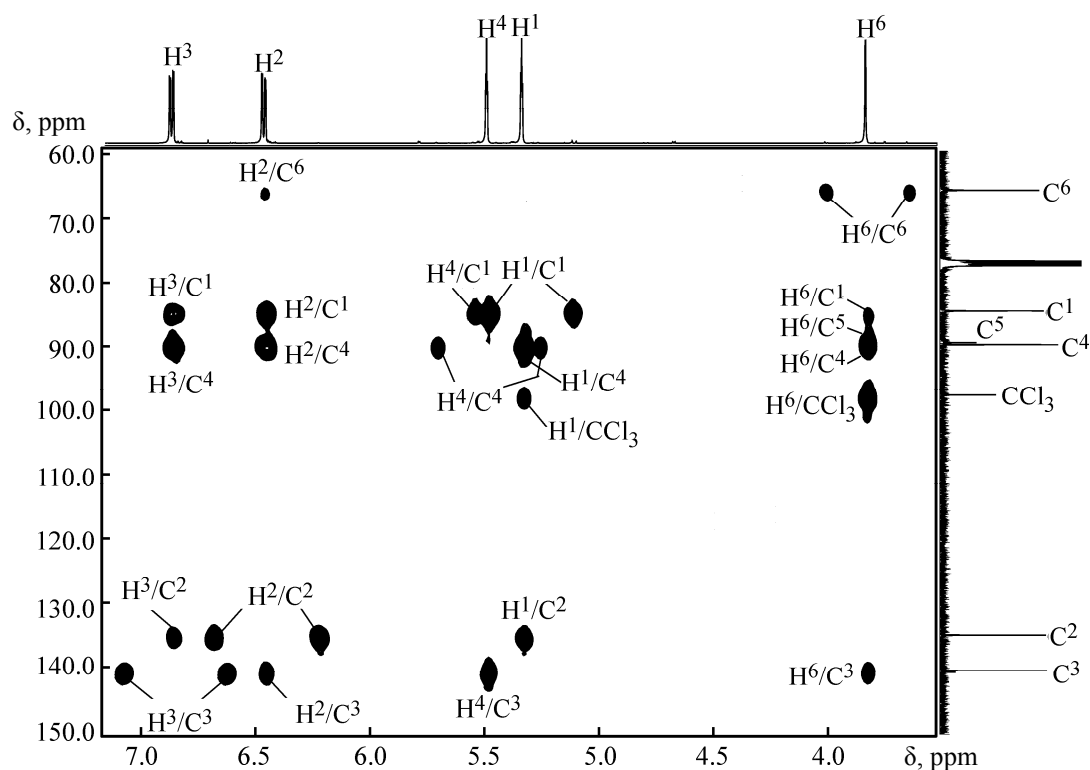 H³ H² H⁴ H¹ H⁶
δ, ppm
60.0
70.0
80.0
90.0
100.0
110.0
120.0
130.0
140.0
150.0
H²/C⁶
H⁶/C⁶
H³/C¹
H²/C¹
H⁴/C¹
H¹/C¹
H⁶/C¹
H⁶/C⁵
H³/C⁴
H²/C⁴
H⁴/C⁴
H¹/C⁴
H⁶/C⁴
H¹/CCl₃
H⁶/CCl₃
H³/C²
H²/C²
H¹/C²
H³/C³
H²/C³
H⁴/C³
H⁶/C³
C⁶
C¹
C⁵
C⁴
CCl₃
C²
C³
7.0 6.5 6.0 5.5 5.0 4.5 4.0 δ, ppm